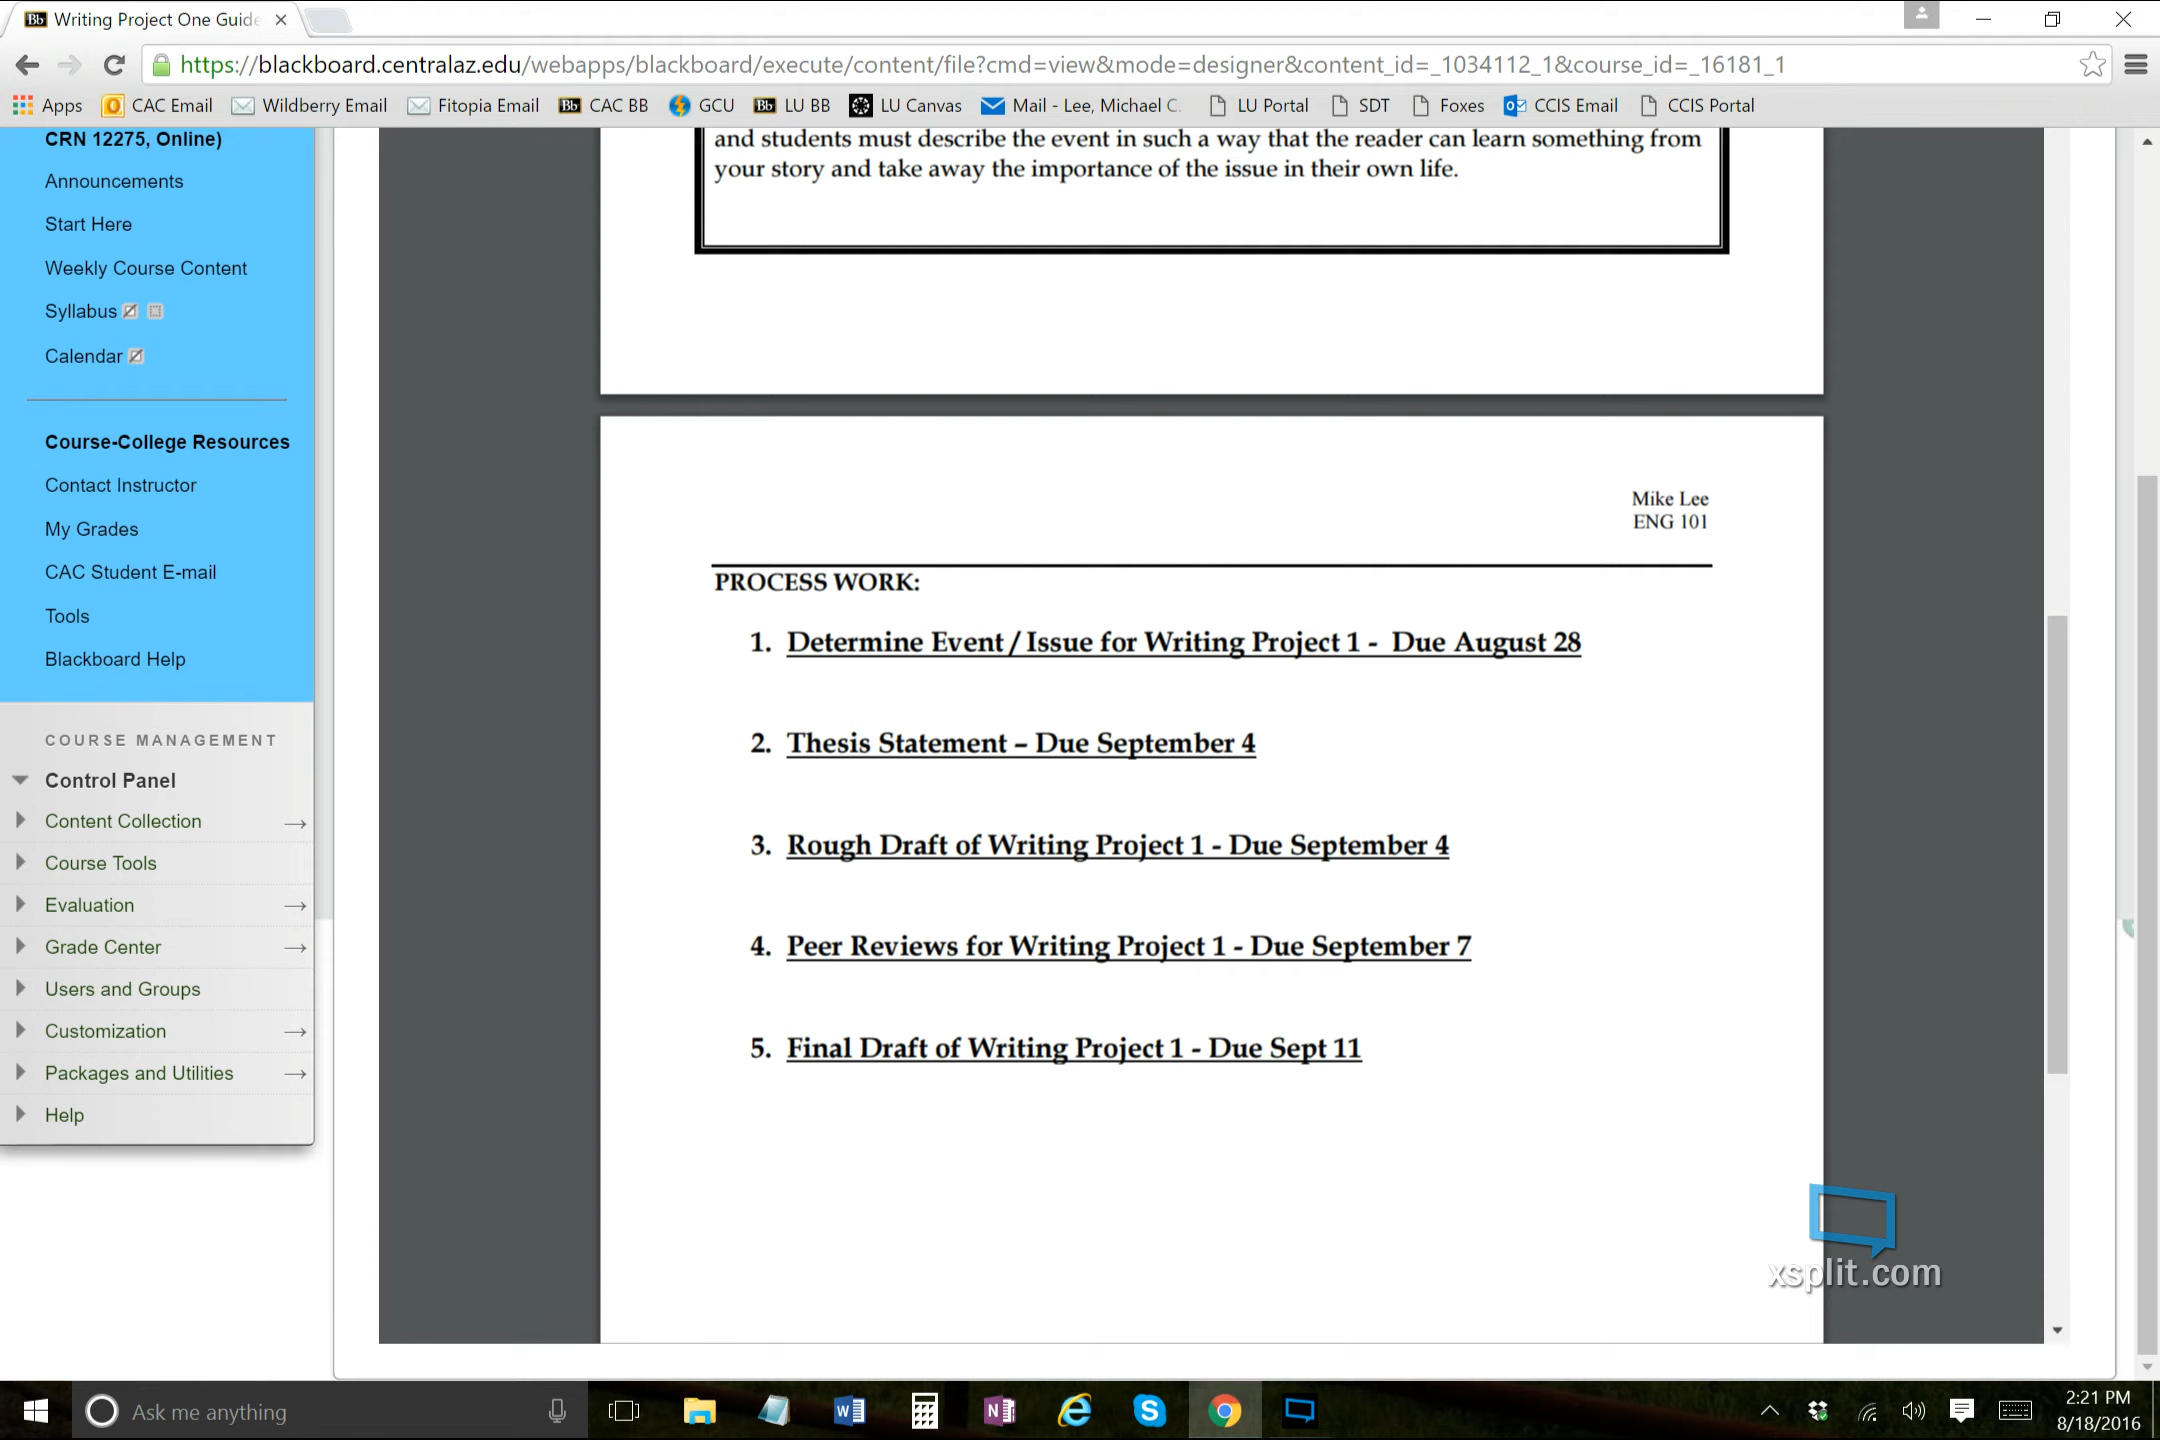 Writing Project One Guide
https://blackboard.centralaz.edu/webapps/blackboard/execute/content/file?cmd=view&mode=designer&content_id=_1034112_1&course_id=_16181_1
Apps CAC Email Wildberry Email Fitopia Email Bb CAC BB GCU Bb LU BB LU Canvas Mail - Lee, Michael C. LU Portal SDT Foxes CCIS Email CCIS Portal
CRN 12275, Online)
Announcements
Start Here
Weekly Course Content
Syllabus
Calendar
Course-College Resources
Contact Instructor
My Grades
CAC Student E-mail
Tools
Blackboard Help
COURSE MANAGEMENT
Control Panel
Content Collection
Course Tools
Evaluation
Grade Center
Users and Groups
Customization
Packages and Utilities
Help
and students must describe the event in such a way that the reader can learn something from
your story and take away the importance of the issue in their own life.
Mike Lee
ENG 101
PROCESS WORK:
1. Determine Event / Issue for Writing Project 1 - Due August 28
2. Thesis Statement – Due September 4
3. Rough Draft of Writing Project 1 - Due September 4
4. Peer Reviews for Writing Project 1 - Due September 7
5. Final Draft of Writing Project 1 - Due Sept 11
xsplit.com
Ask me anything
2:21 PM
8/18/2016